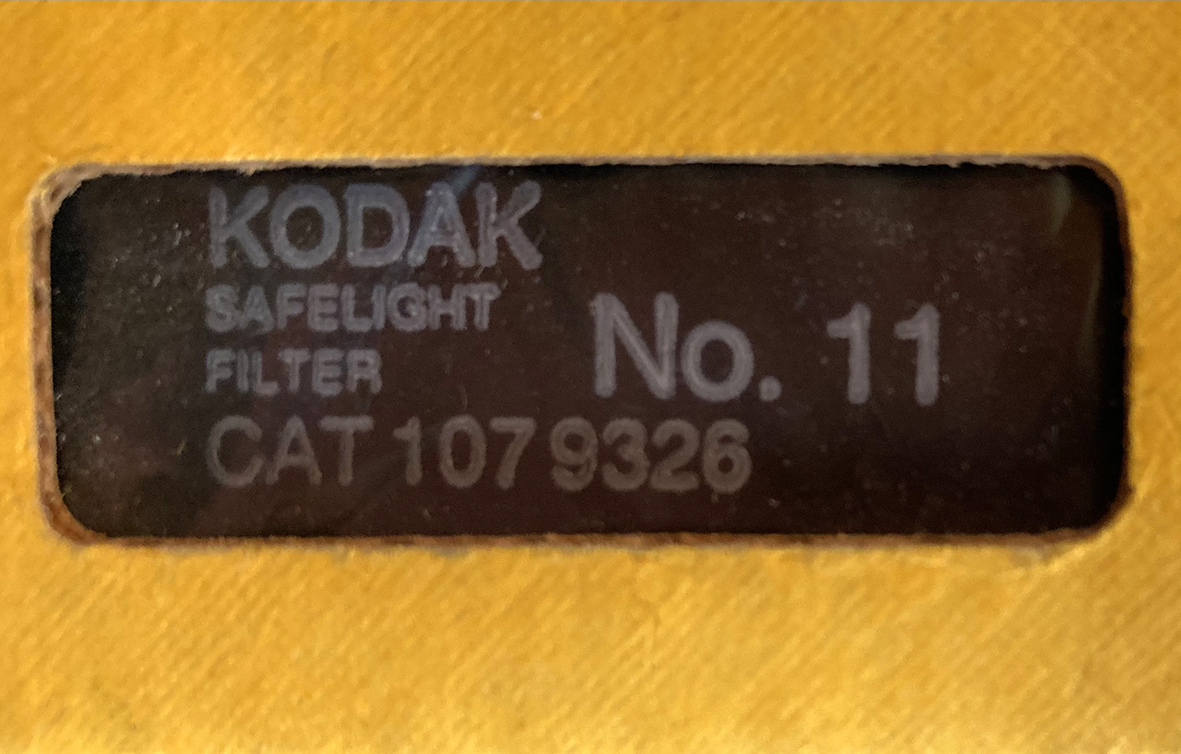 KODAK
SAFELIGHT
FILTER
No. 11
CAT 107 9326